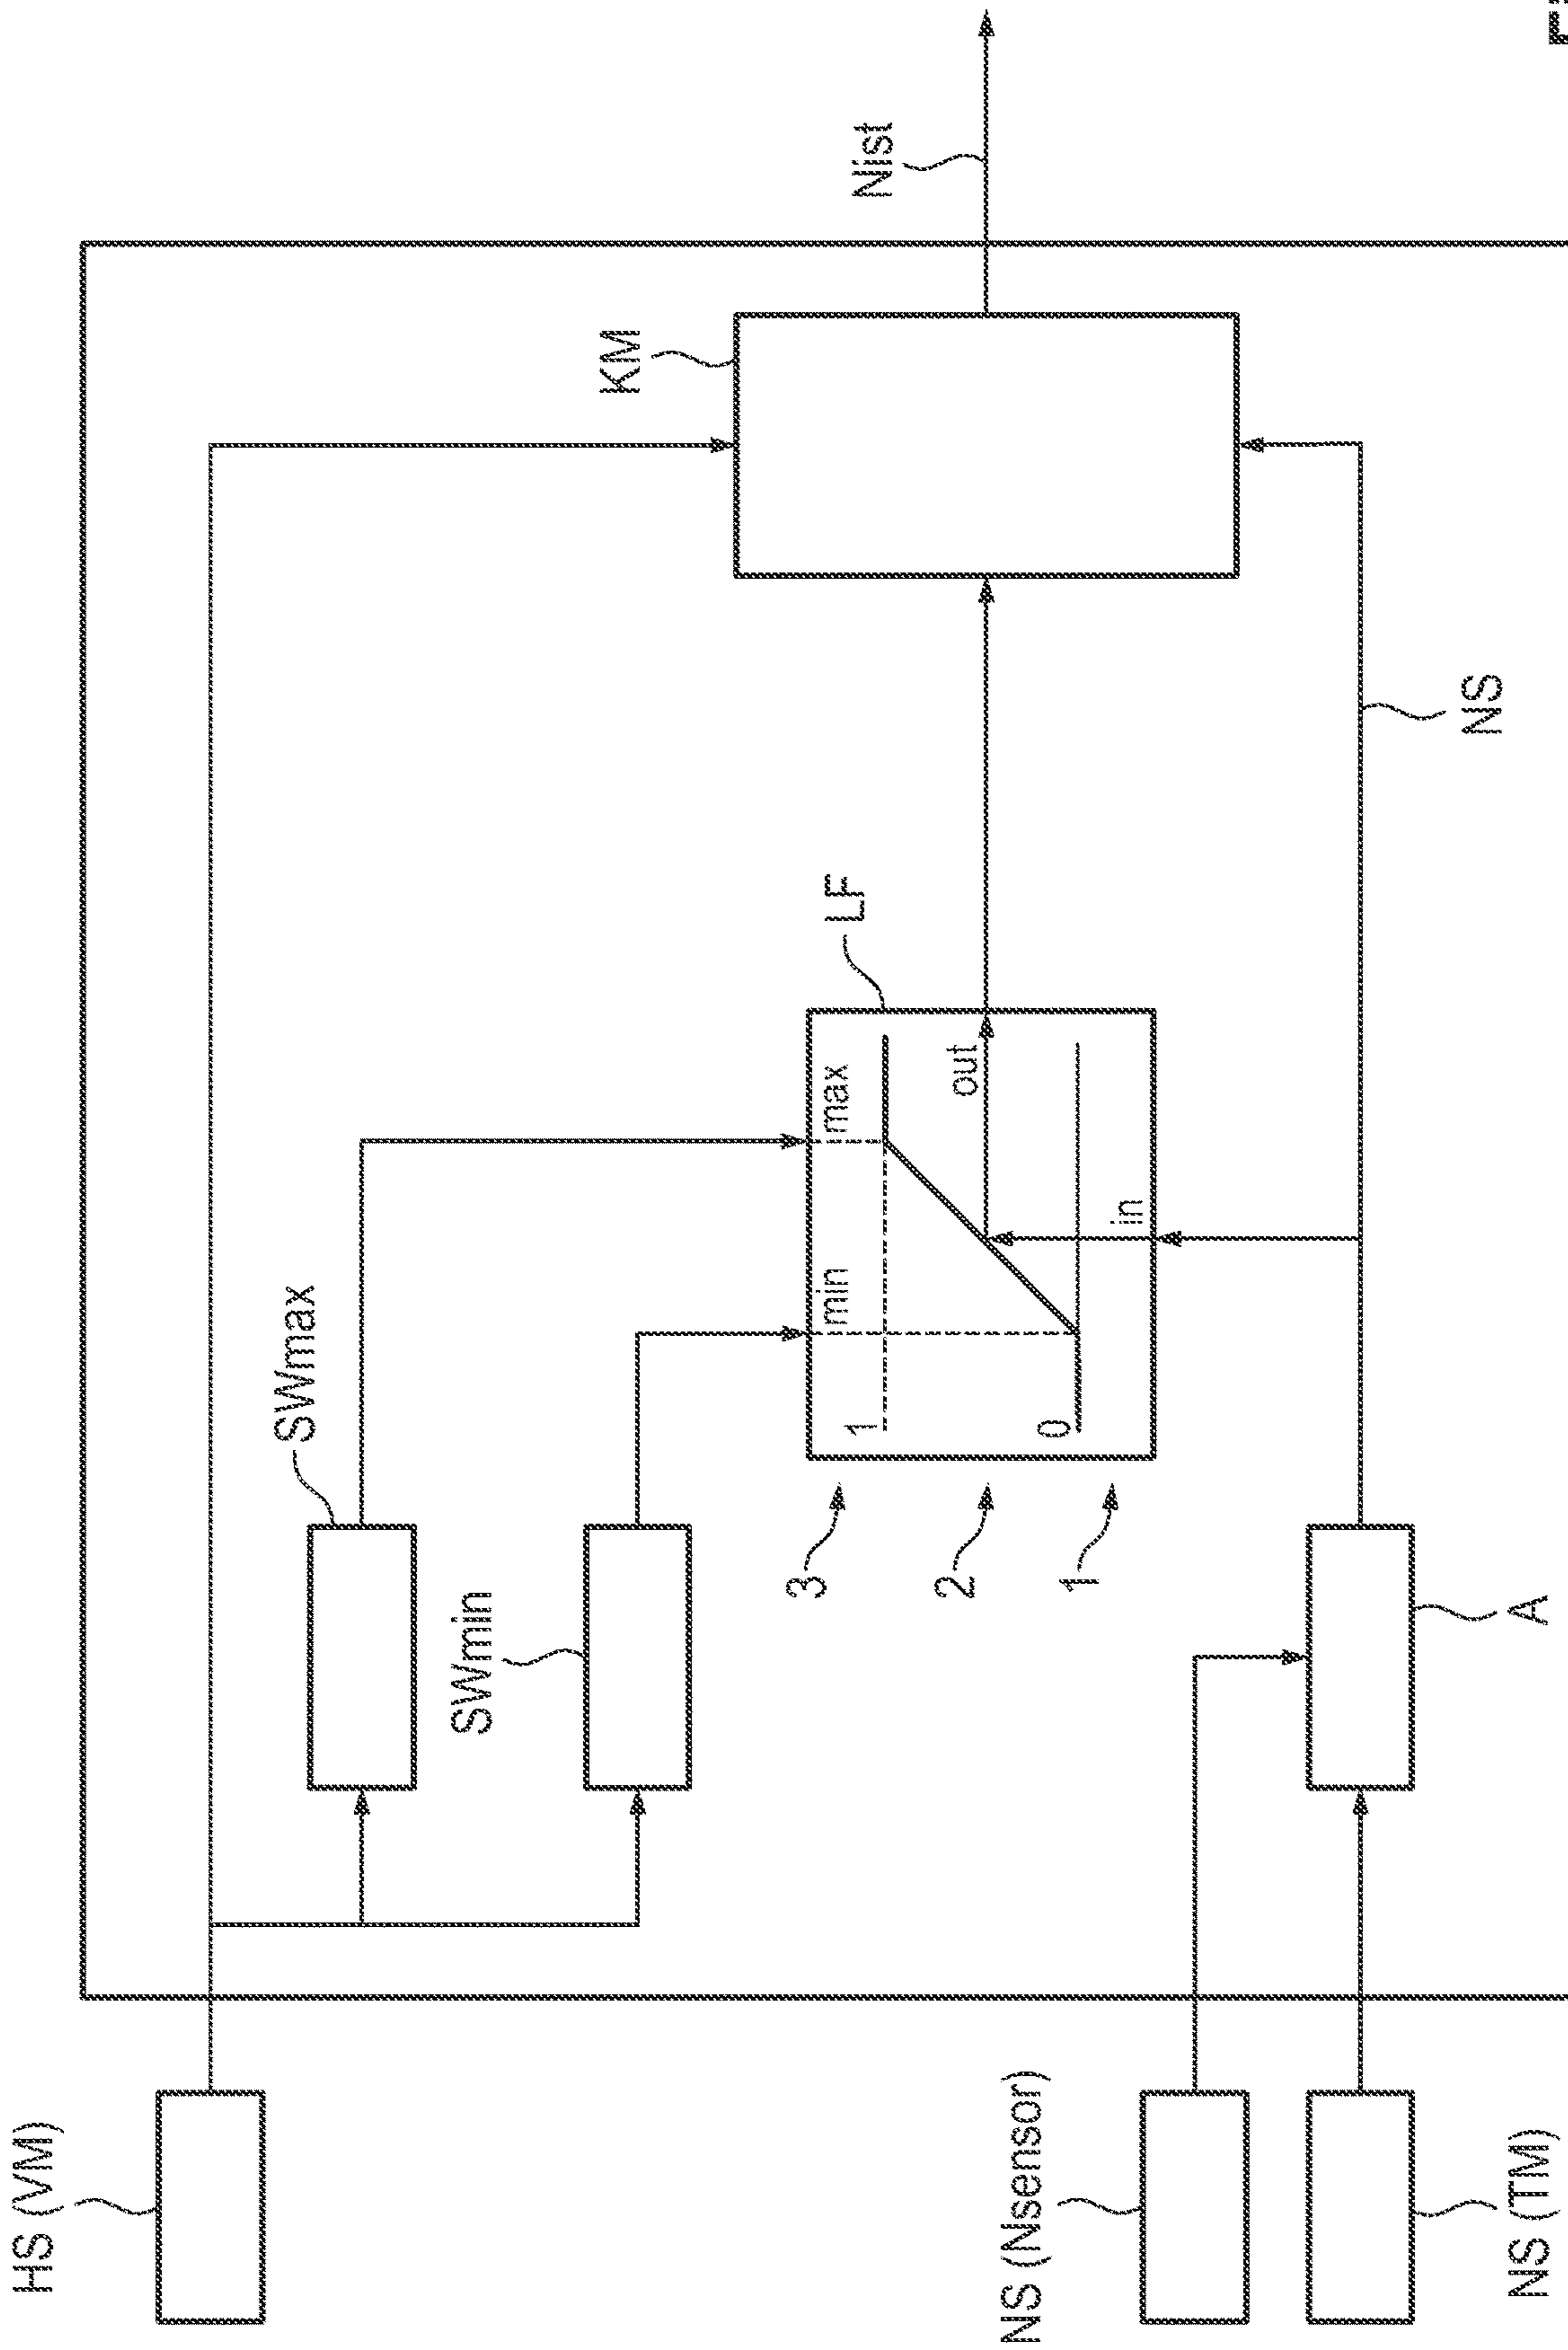 HS (VM)
SWmax
SWmin
KM
Nist
LF
3
2
1
1
0
min
max
out
in
NS (Nsensor)
NS (TM)
A
NS